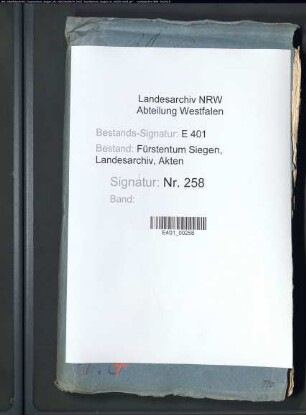 Landesarchiv NRW
Abteilung Westfalen
Bestands-Signatur: E 401
Bestand: Fürstentum Siegen,
Landesarchiv, Akten
Signatur: Nr. 258
Band:
E401_00258